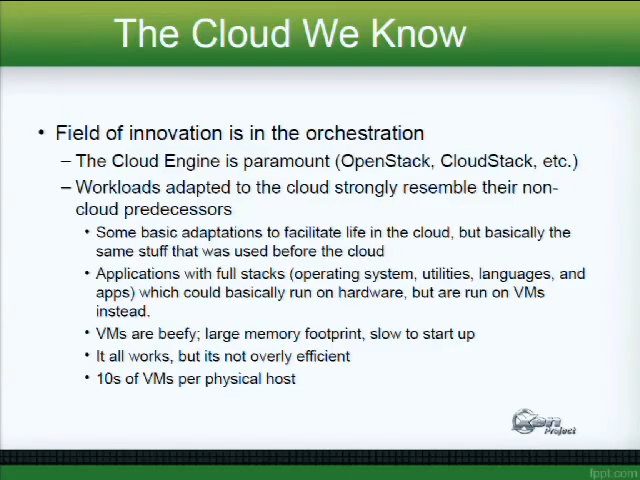 The Cloud We Know
• Field of innovation is in the orchestration
– The Cloud Engine is paramount (OpenStack, CloudStack, etc.)
– Workloads adapted to the cloud strongly resemble their non-
cloud predecessors
• Some basic adaptations to facilitate life in the cloud, but basically the
same stuff that was used before the cloud
• Applications with full stacks (operating system, utilities, languages, and
apps) which could basically run on hardware, but are run on VMs
instead.
• VMs are beefy; large memory footprint, slow to start up
• It all works, but its not overly efficient
• 10s of VMs per physical host
Xen
Project
fppt.com